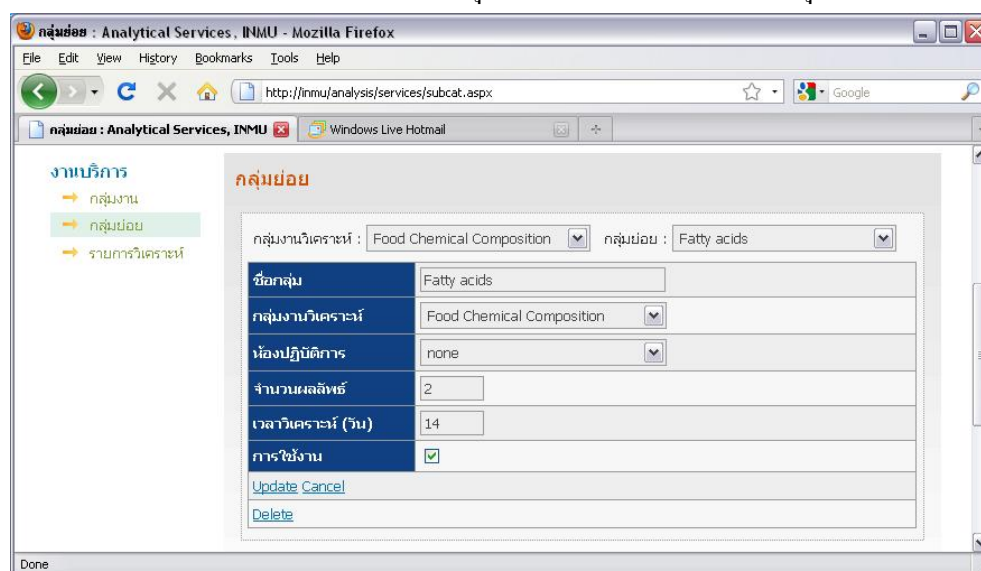 กลุ่มย่อย : Analytical Services, INMU - Mozilla Firefox
File Edit View History Bookmarks Tools Help
http://inmu/analysis/services/subcat.aspx Google
กลุ่มย่อย : Analytical Services, INMU Windows Live Hotmail
งานบริการ
กลุ่มงาน
กลุ่มย่อย
รายการวิเคราะห์
กลุ่มย่อย
กลุ่มงานวิเคราะห์ : Food Chemical Composition กลุ่มย่อย : Fatty acids
ชื่อกลุ่ม Fatty acids
กลุ่มงานวิเคราะห์ Food Chemical Composition
ห้องปฏิบัติการ none
จำนวนผลลัพธ์ 2
เวลาวิเคราะห์ (วัน) 14
การใช้งาน
Update Cancel
Delete
Done